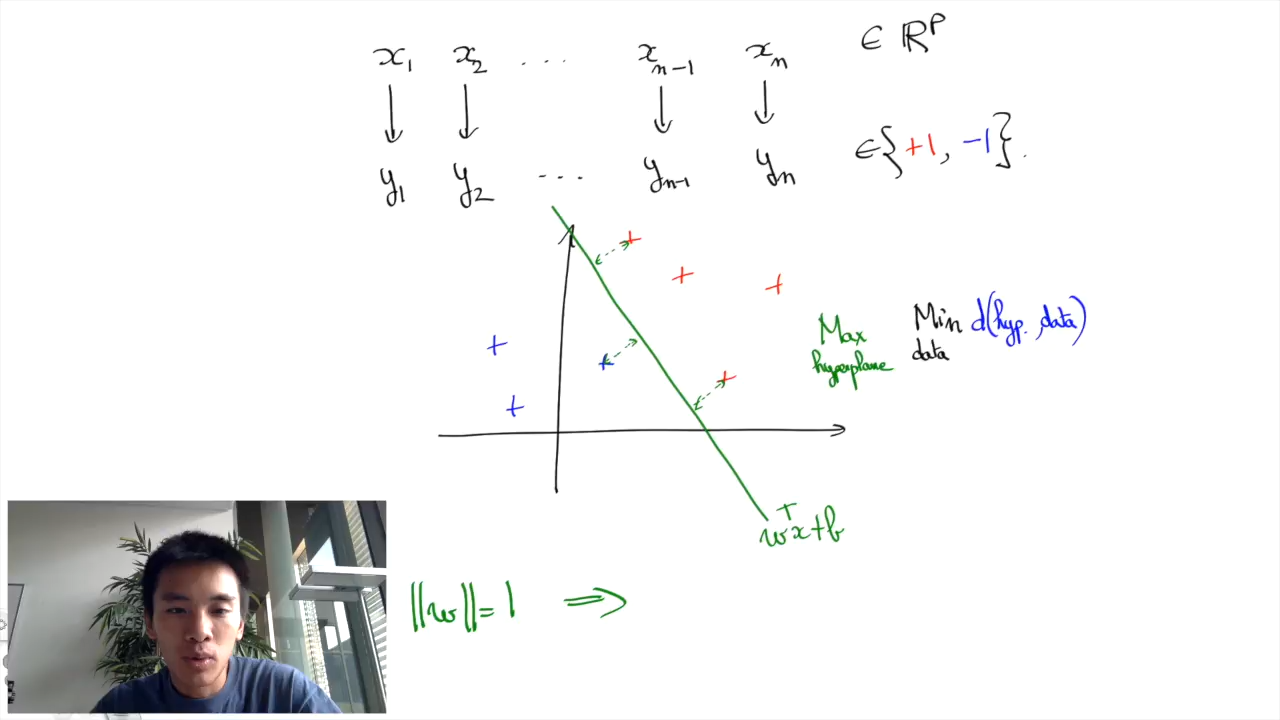 x₁ x₂ ... xₙ₋₁ xₙ ∈ ℝᵖ
↓ ↓ ↓ ↓
y₁ y₂ ... yₙ₋₁ yₙ ∈ {+1, -1}.
Max Min d(hyp., data)
hyperplane data
wᵀx+b
||w||=1 ⇒